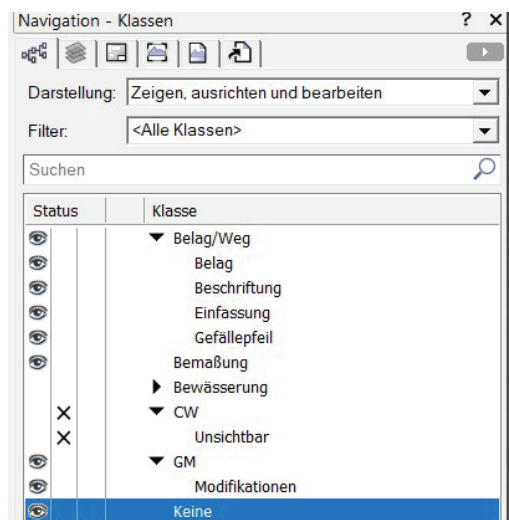 Navigation - Klassen ? x
Darstellung: Zeigen, ausrichten und bearbeiten
Filter: <Alle Klassen>
Suchen
Status Klasse
Belag/Weg
Belag
Beschriftung
Einfassung
Gefällepfeil
Bemaßung
Bewässerung
CW
Unsichtbar
GM
Modifikationen
Keine